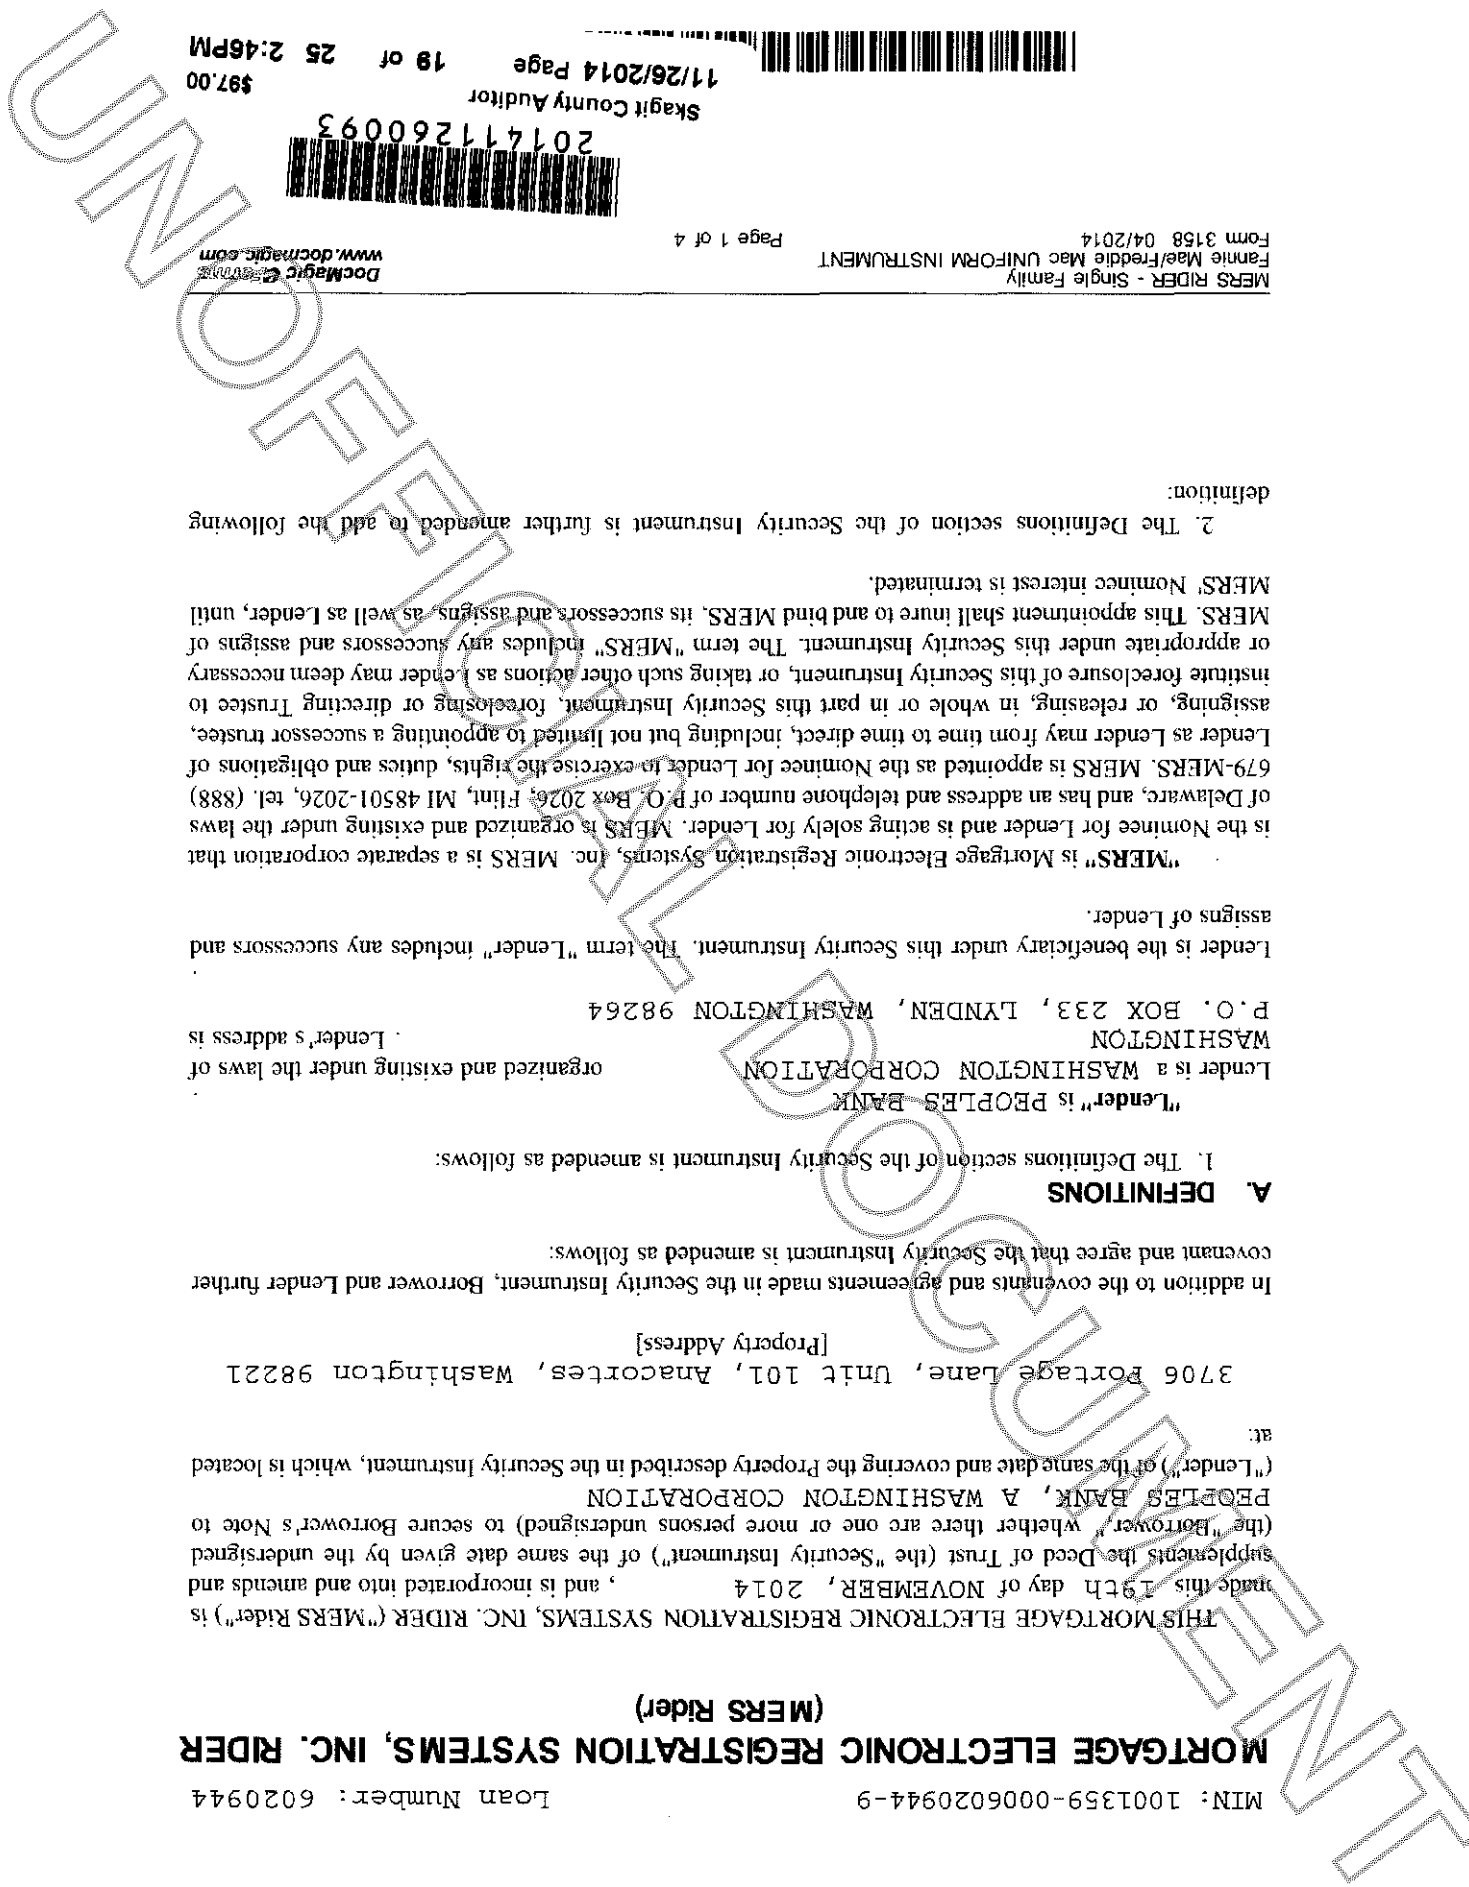 MIN: 1001359-0006020944-9 Loan Number: 6020944
MORTGAGE ELECTRONIC REGISTRATION SYSTEMS, INC. RIDER
(MERS Rider)
THIS MORTGAGE ELECTRONIC REGISTRATION SYSTEMS, INC. RIDER ("MERS Rider") is
made this 19th day of NOVEMBER, 2014 , and is incorporated into and amends and
supplements the Deed of Trust (the "Security Instrument") of the same date given by the undersigned
(the "Borrower," whether there are one or more persons undersigned) to secure Borrower's Note to
PEOPLES BANK, A WASHINGTON CORPORATION
("Lender") of the same date and covering the Property described in the Security Instrument, which is located
at:
3706 Portage Lane, Unit 101, Anacortes, Washington 98221
[Property Address]
In addition to the covenants and agreements made in the Security Instrument, Borrower and Lender further
covenant and agree that the Security Instrument is amended as follows:
A. DEFINITIONS
1. The Definitions section of the Security Instrument is amended as follows:
"Lender" is PEOPLES BANK .
Lender is a WASHINGTON CORPORATION organized and existing under the laws of
WASHINGTON . Lender's address is
P.O. BOX 233, LYNDEN, WASHINGTON 98264
.
Lender is the beneficiary under this Security Instrument. The term "Lender" includes any successors and
assigns of Lender.
"MERS" is Mortgage Electronic Registration Systems, Inc. MERS is a separate corporation that
is the Nominee for Lender and is acting solely for Lender. MERS is organized and existing under the laws
of Delaware, and has an address and telephone number of P.O. Box 2026, Flint, MI 48501-2026, tel. (888)
679-MERS. MERS is appointed as the Nominee for Lender to exercise the rights, duties and obligations of
Lender as Lender may from time to time direct, including but not limited to appointing a successor trustee,
assigning, or releasing, in whole or in part this Security Instrument, foreclosing or directing Trustee to
institute foreclosure of this Security Instrument, or taking such other actions as Lender may deem necessary
or appropriate under this Security Instrument. The term "MERS" includes any successors and assigns of
MERS. This appointment shall inure to and bind MERS, its successors and assigns, as well as Lender, until
MERS' Nominee interest is terminated.
2. The Definitions section of the Security Instrument is further amended to add the following
definition:
MERS RIDER - Single Family
Fannie Mae/Freddie Mac UNIFORM INSTRUMENT
Form 3158 04/2014
Page 1 of 4
DocMagic
www.docmagic.com
201411260093
Skagit County Auditor $97.00
11/26/2014 Page 19 of 25 2:46PM
UNOFFICIAL DOCUMENT